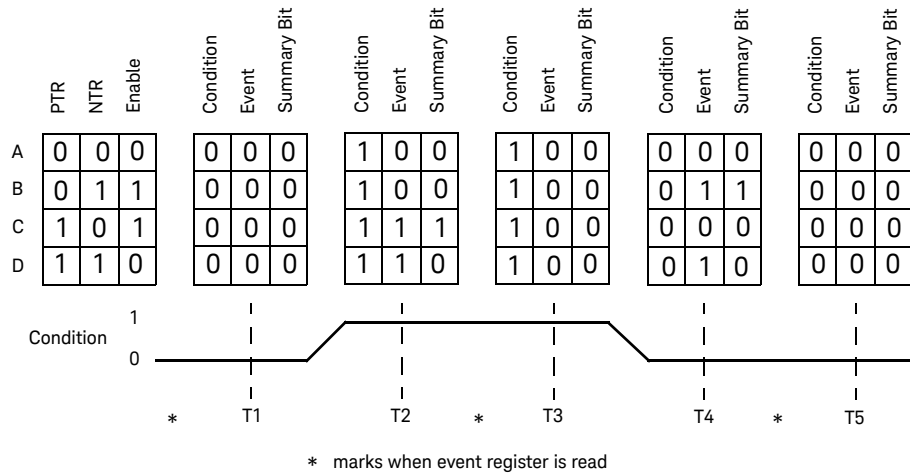 PTR NTR Enable Condition Event Summary Bit Condition Event Summary Bit Condition Event Summary Bit Condition Event Summary Bit Condition Event Summary Bit
A 0 0 0 0 0 0 1 0 0 1 0 0 0 0 0 0 0 0
B 0 1 1 0 0 0 1 0 0 1 0 0 0 1 1 0 0 0
C 1 0 1 0 0 0 1 1 1 1 0 0 0 0 0 0 0 0
D 1 1 0 0 0 0 1 1 0 1 0 0 0 1 0 0 0 0
1
Condition
0
* T1 T2 * T3 T4 * T5
* marks when event register is read